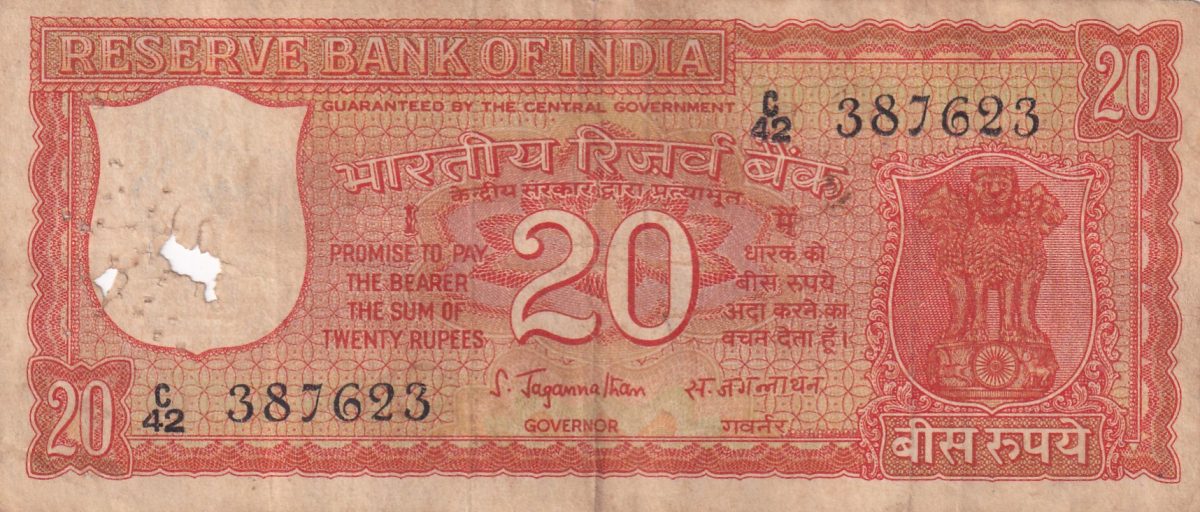 RESERVE BANK OF INDIA
20
GUARANTEED BY THE CENTRAL GOVERNMENT
C/42 387623
भारतीय रिज़र्व बैंक
केन्द्रीय सरकार द्वारा प्रत्याभूत
I
PROMISE TO PAY
THE BEARER
THE SUM OF
TWENTY RUPEES
20
मैं
धारक को
बीस रुपये
अदा करने का
वचन देता हूँ।
S. Jagannathan
GOVERNOR
स. जगन्नाथन
गवर्नर
20
C/42 387623
बीस रुपये